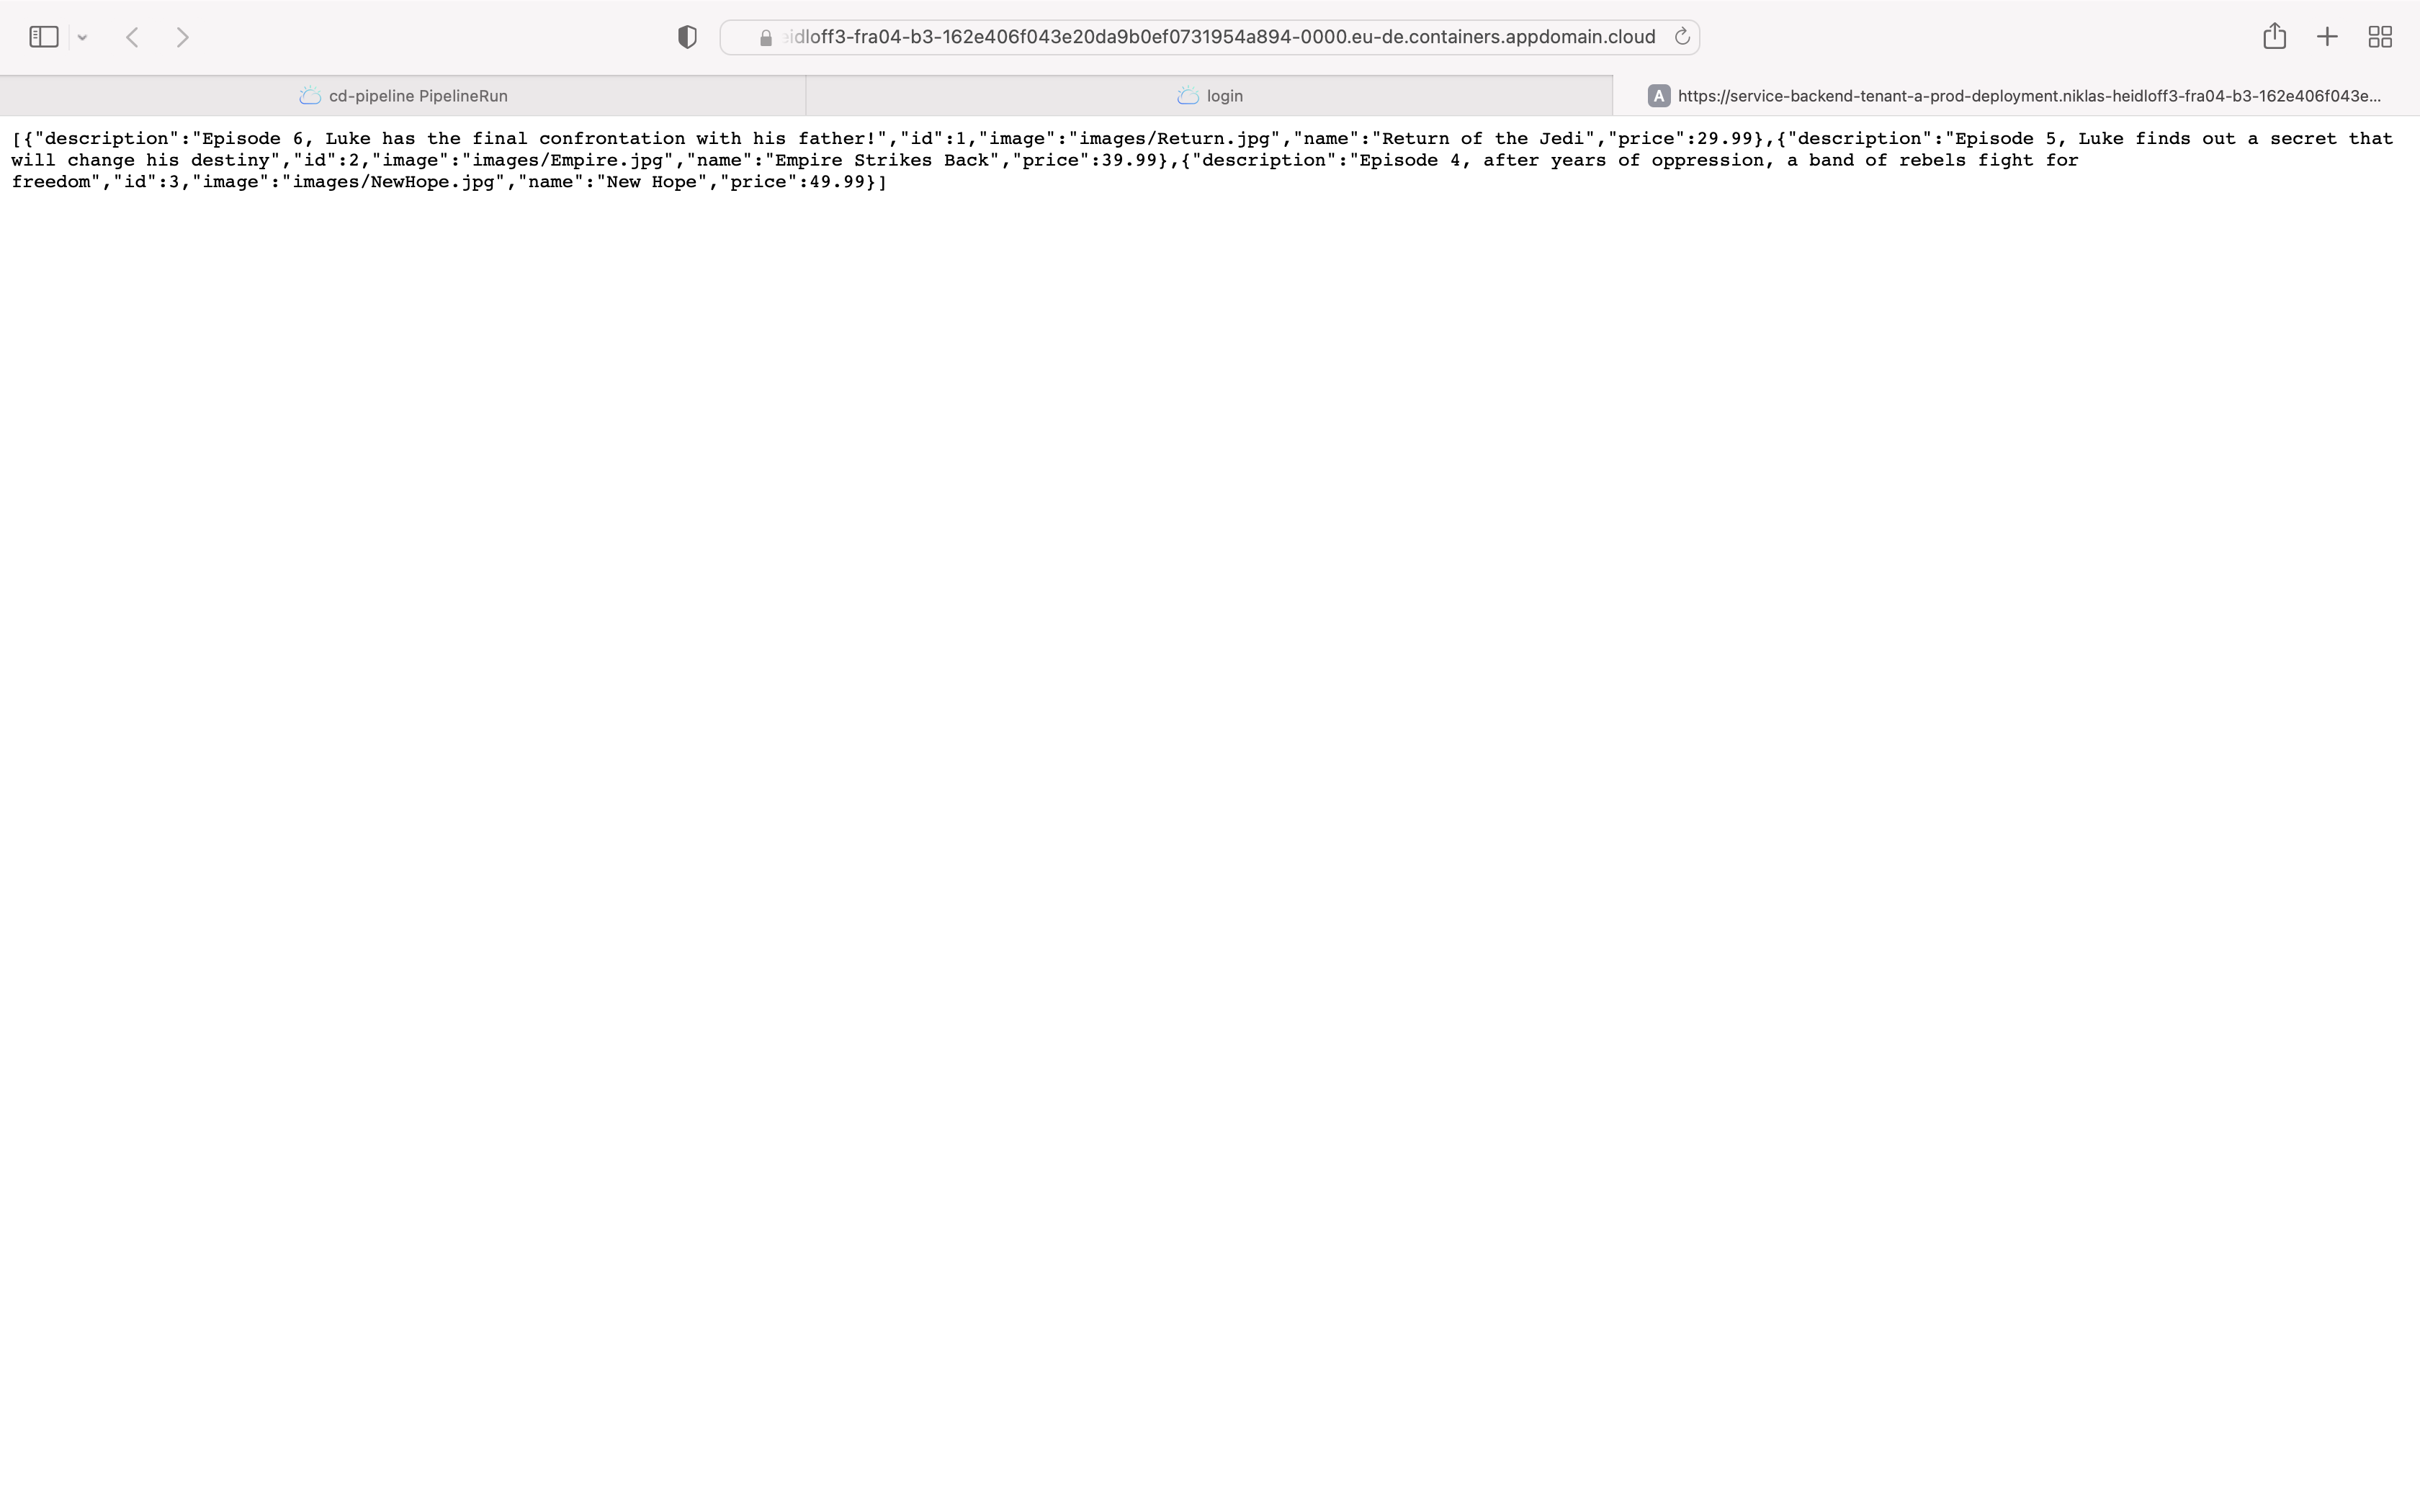 idloff3-fra04-b3-162e406f043e20da9b0ef0731954a894-0000.eu-de.containers.appdomain.cloud
cd-pipeline PipelineRun
login
A https://service-backend-tenant-a-prod-deployment.niklas-heidloff3-fra04-b3-162e406f043e...
[{"description":"Episode 6, Luke has the final confrontation with his father!","id":1,"image":"images/Return.jpg","name":"Return of the Jedi","price":29.99},{"description":"Episode 5, Luke finds out a secret that
will change his destiny","id":2,"image":"images/Empire.jpg","name":"Empire Strikes Back","price":39.99},{"description":"Episode 4, after years of oppression, a band of rebels fight for
freedom","id":3,"image":"images/NewHope.jpg","name":"New Hope","price":49.99}]